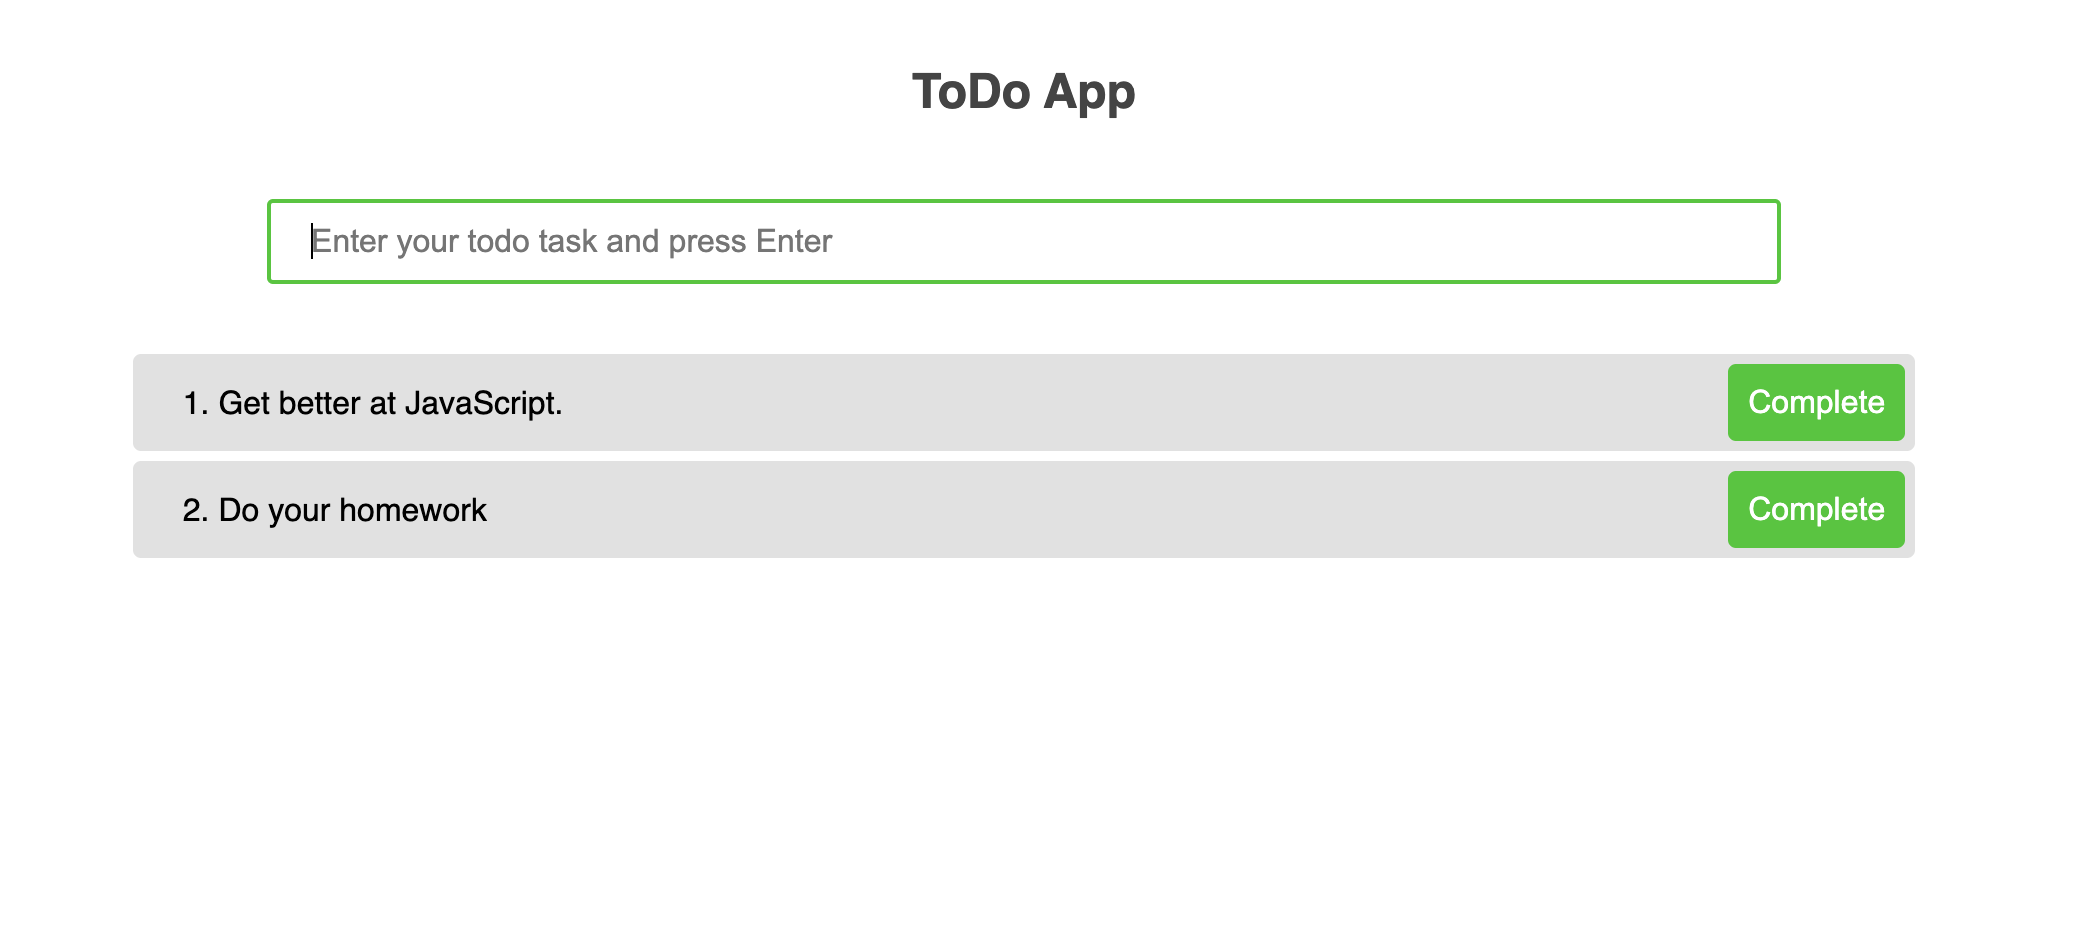 ToDo App
Enter your todo task and press Enter
1. Get better at JavaScript.
Complete
2. Do your homework
Complete